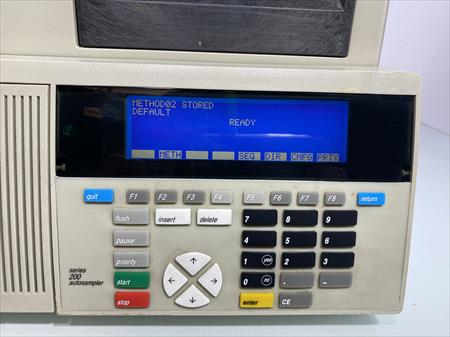 METHOD02 STORED
DEFAULT
READY
METH SEQ DIR CNFG PRTY
quit F1 F2 F3 F4 F5 F6 F7 F8 return
flush insert delete 7 8 9
pause 4 5 6
priority 1 yes 2 3
start 0 no . –
stop enter CE
series
200
autosampler